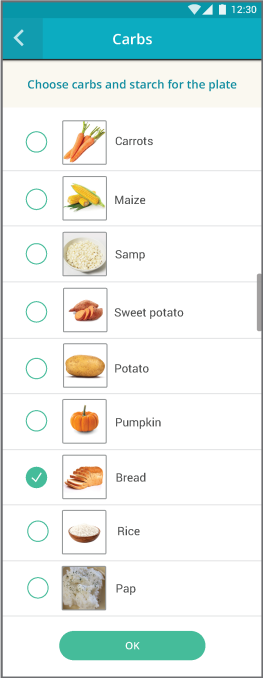 12:30
Carbs
Choose carbs and starch for the plate
Carrots
Maize
Samp
Sweet potato
Potato
Pumpkin
Bread
Rice
Pap
OK